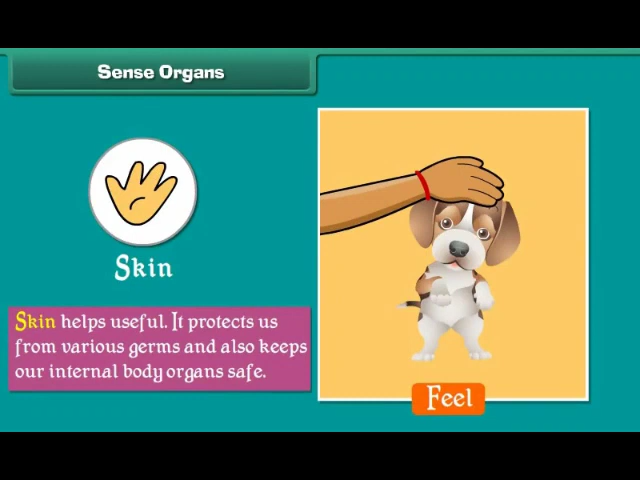 Sense Organs
Skin
Skin helps useful. It protects us
from various germs and also keeps
our internal body organs safe.
Feel